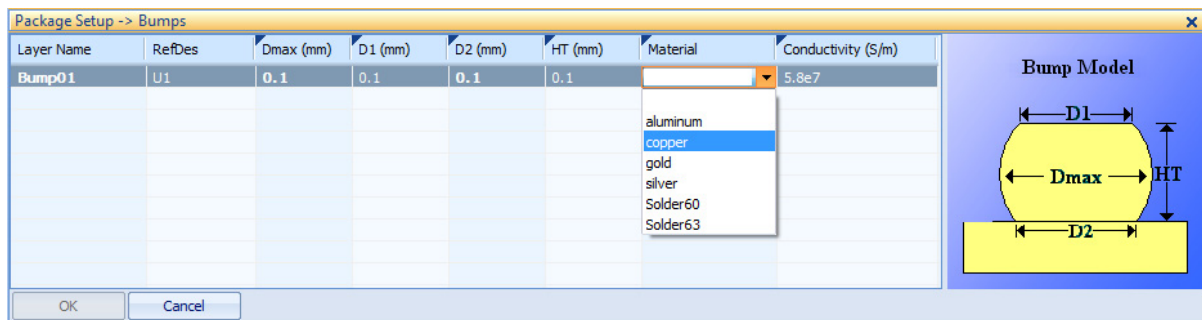 Package Setup -> Bumps
Layer Name RefDes Dmax (mm) D1 (mm) D2 (mm) HT (mm) Material Conductivity (S/m)
Bump01 U1 0.1 0.1 0.1 0.1 5.8e7
aluminum
copper
gold
silver
Solder60
Solder63
OK Cancel
Bump Model
D1
Dmax HT
D2